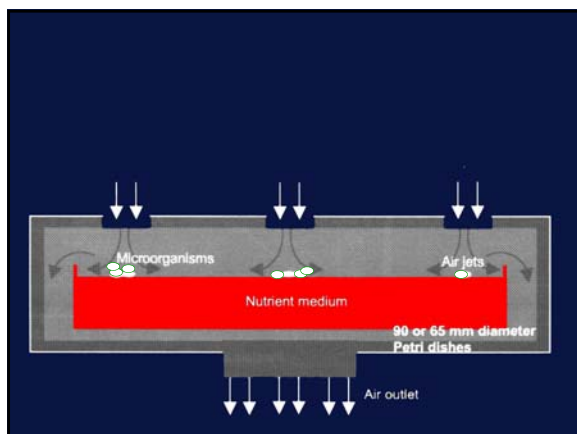 Microorganisms
Air jets
Nutrient medium
90 or 65 mm diameter
Petri dishes
Air outlet